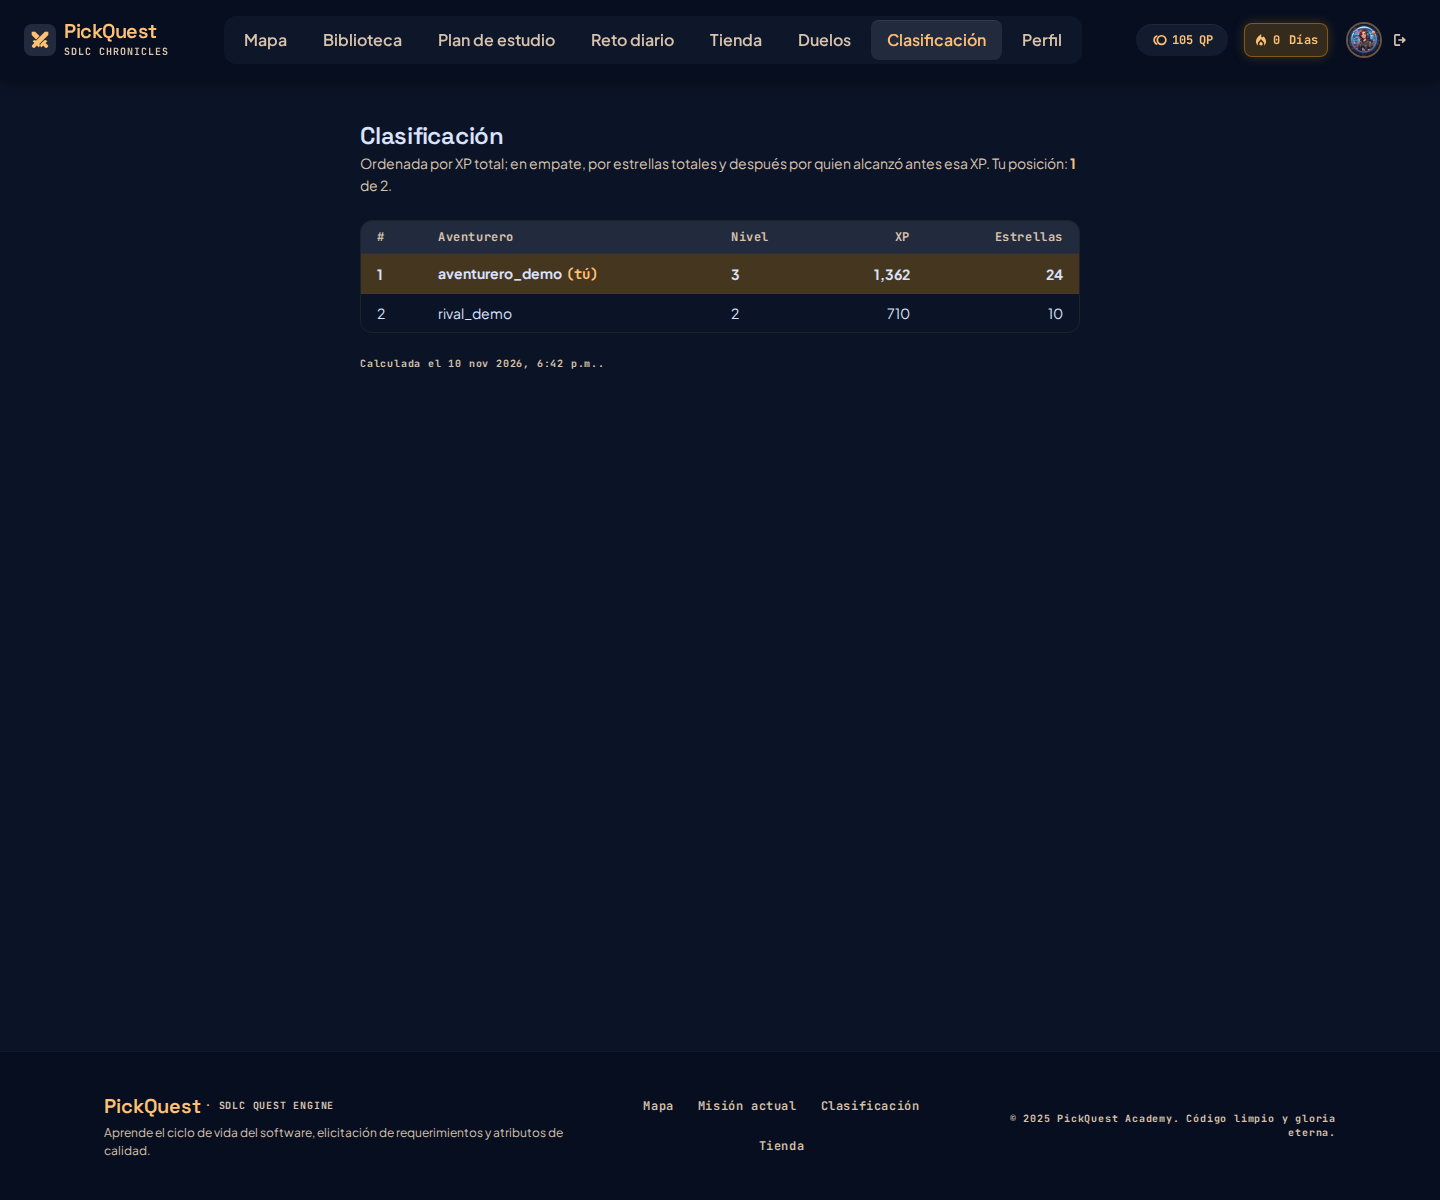 PickQuest
SDLC CHRONICLES
Mapa
Biblioteca
Plan de estudio
Reto diario
Tienda
Duelos
Clasificación
Perfil
105 QP
0 Días
Clasificación
Ordenada por XP total; en empate, por estrellas totales y después por quien alcanzó antes esa XP. Tu posición: 1
de 2.
# Aventurero Nivel XP Estrellas
1 aventurero_demo (tú) 3 1,362 24
2 rival_demo 2 710 10
Calculada el 10 nov 2026, 6:42 p.m..
PickQuest · SDLC QUEST ENGINE
Aprende el ciclo de vida del software, elicitación de requerimientos y atributos de
calidad.
Mapa Misión actual Clasificación
Tienda
© 2025 PickQuest Academy. Código limpio y gloria
eterna.